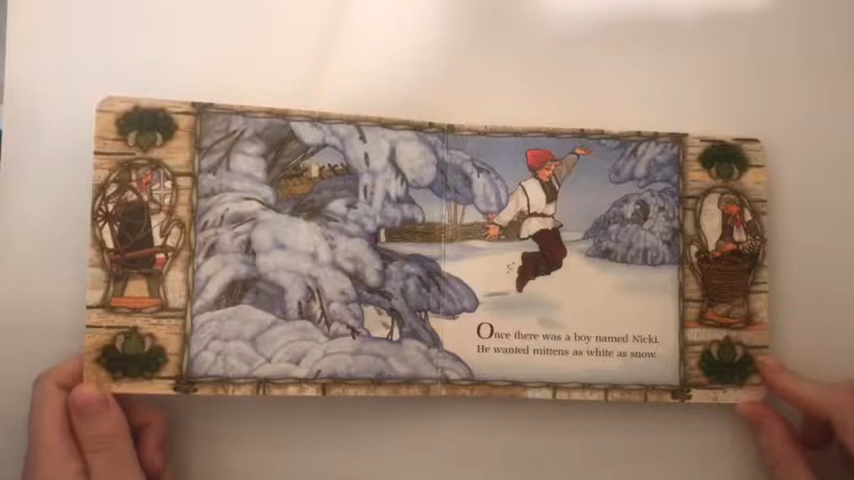 Once there was a boy named Nicki.
He wanted mittens as white as snow.